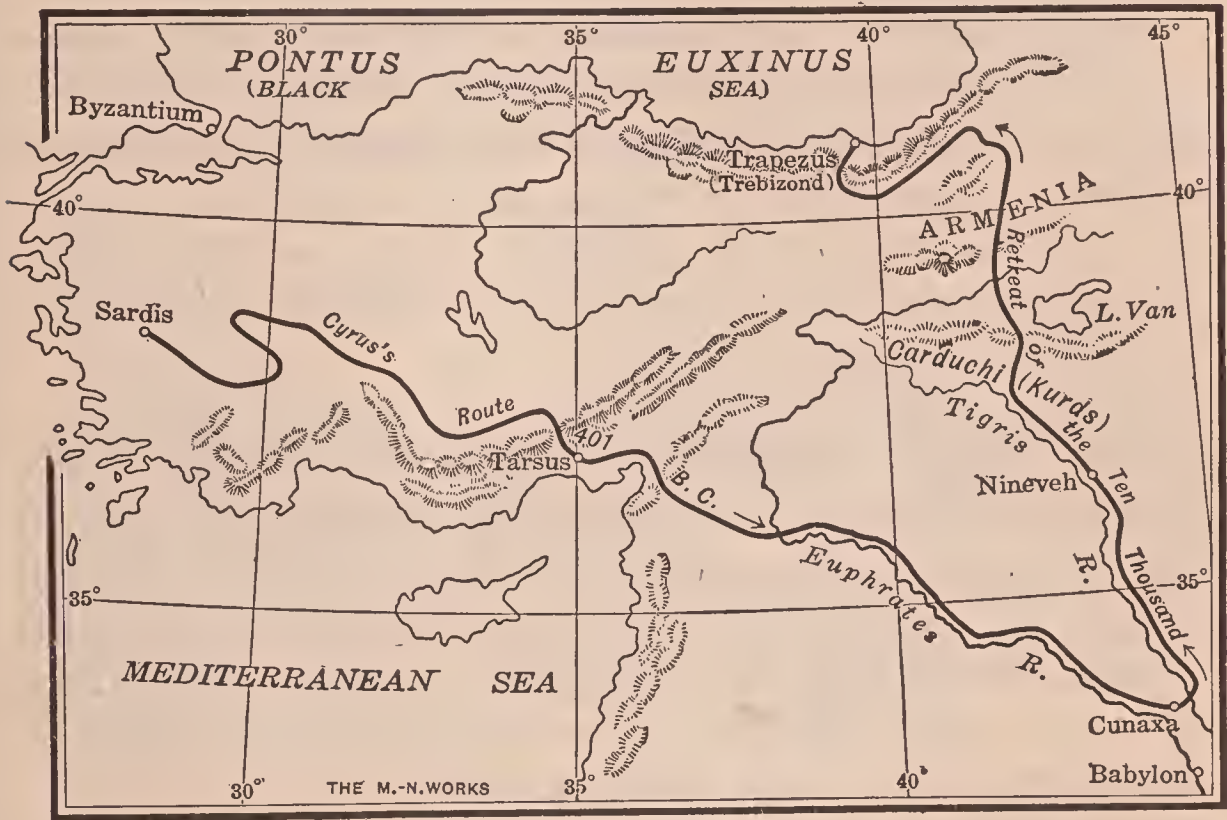 30°
35°
40°
45°
PONTUS EUXINUS
(BLACK SEA)
Byzantium
Trapezus
(Trebizond)
40°
40°
ARMENIA
Sardis
Cyrus's Route 401 B.C.
L. Van
Carduchi (Kurds)
Tigris R.
Retreat of the Ten Thousand
Tarsus
Nineveh
Euphrates R.
35°
35°
MEDITERRANEAN SEA
Cunaxa
Babylon
30°
THE M.-N. WORKS
35°
40°